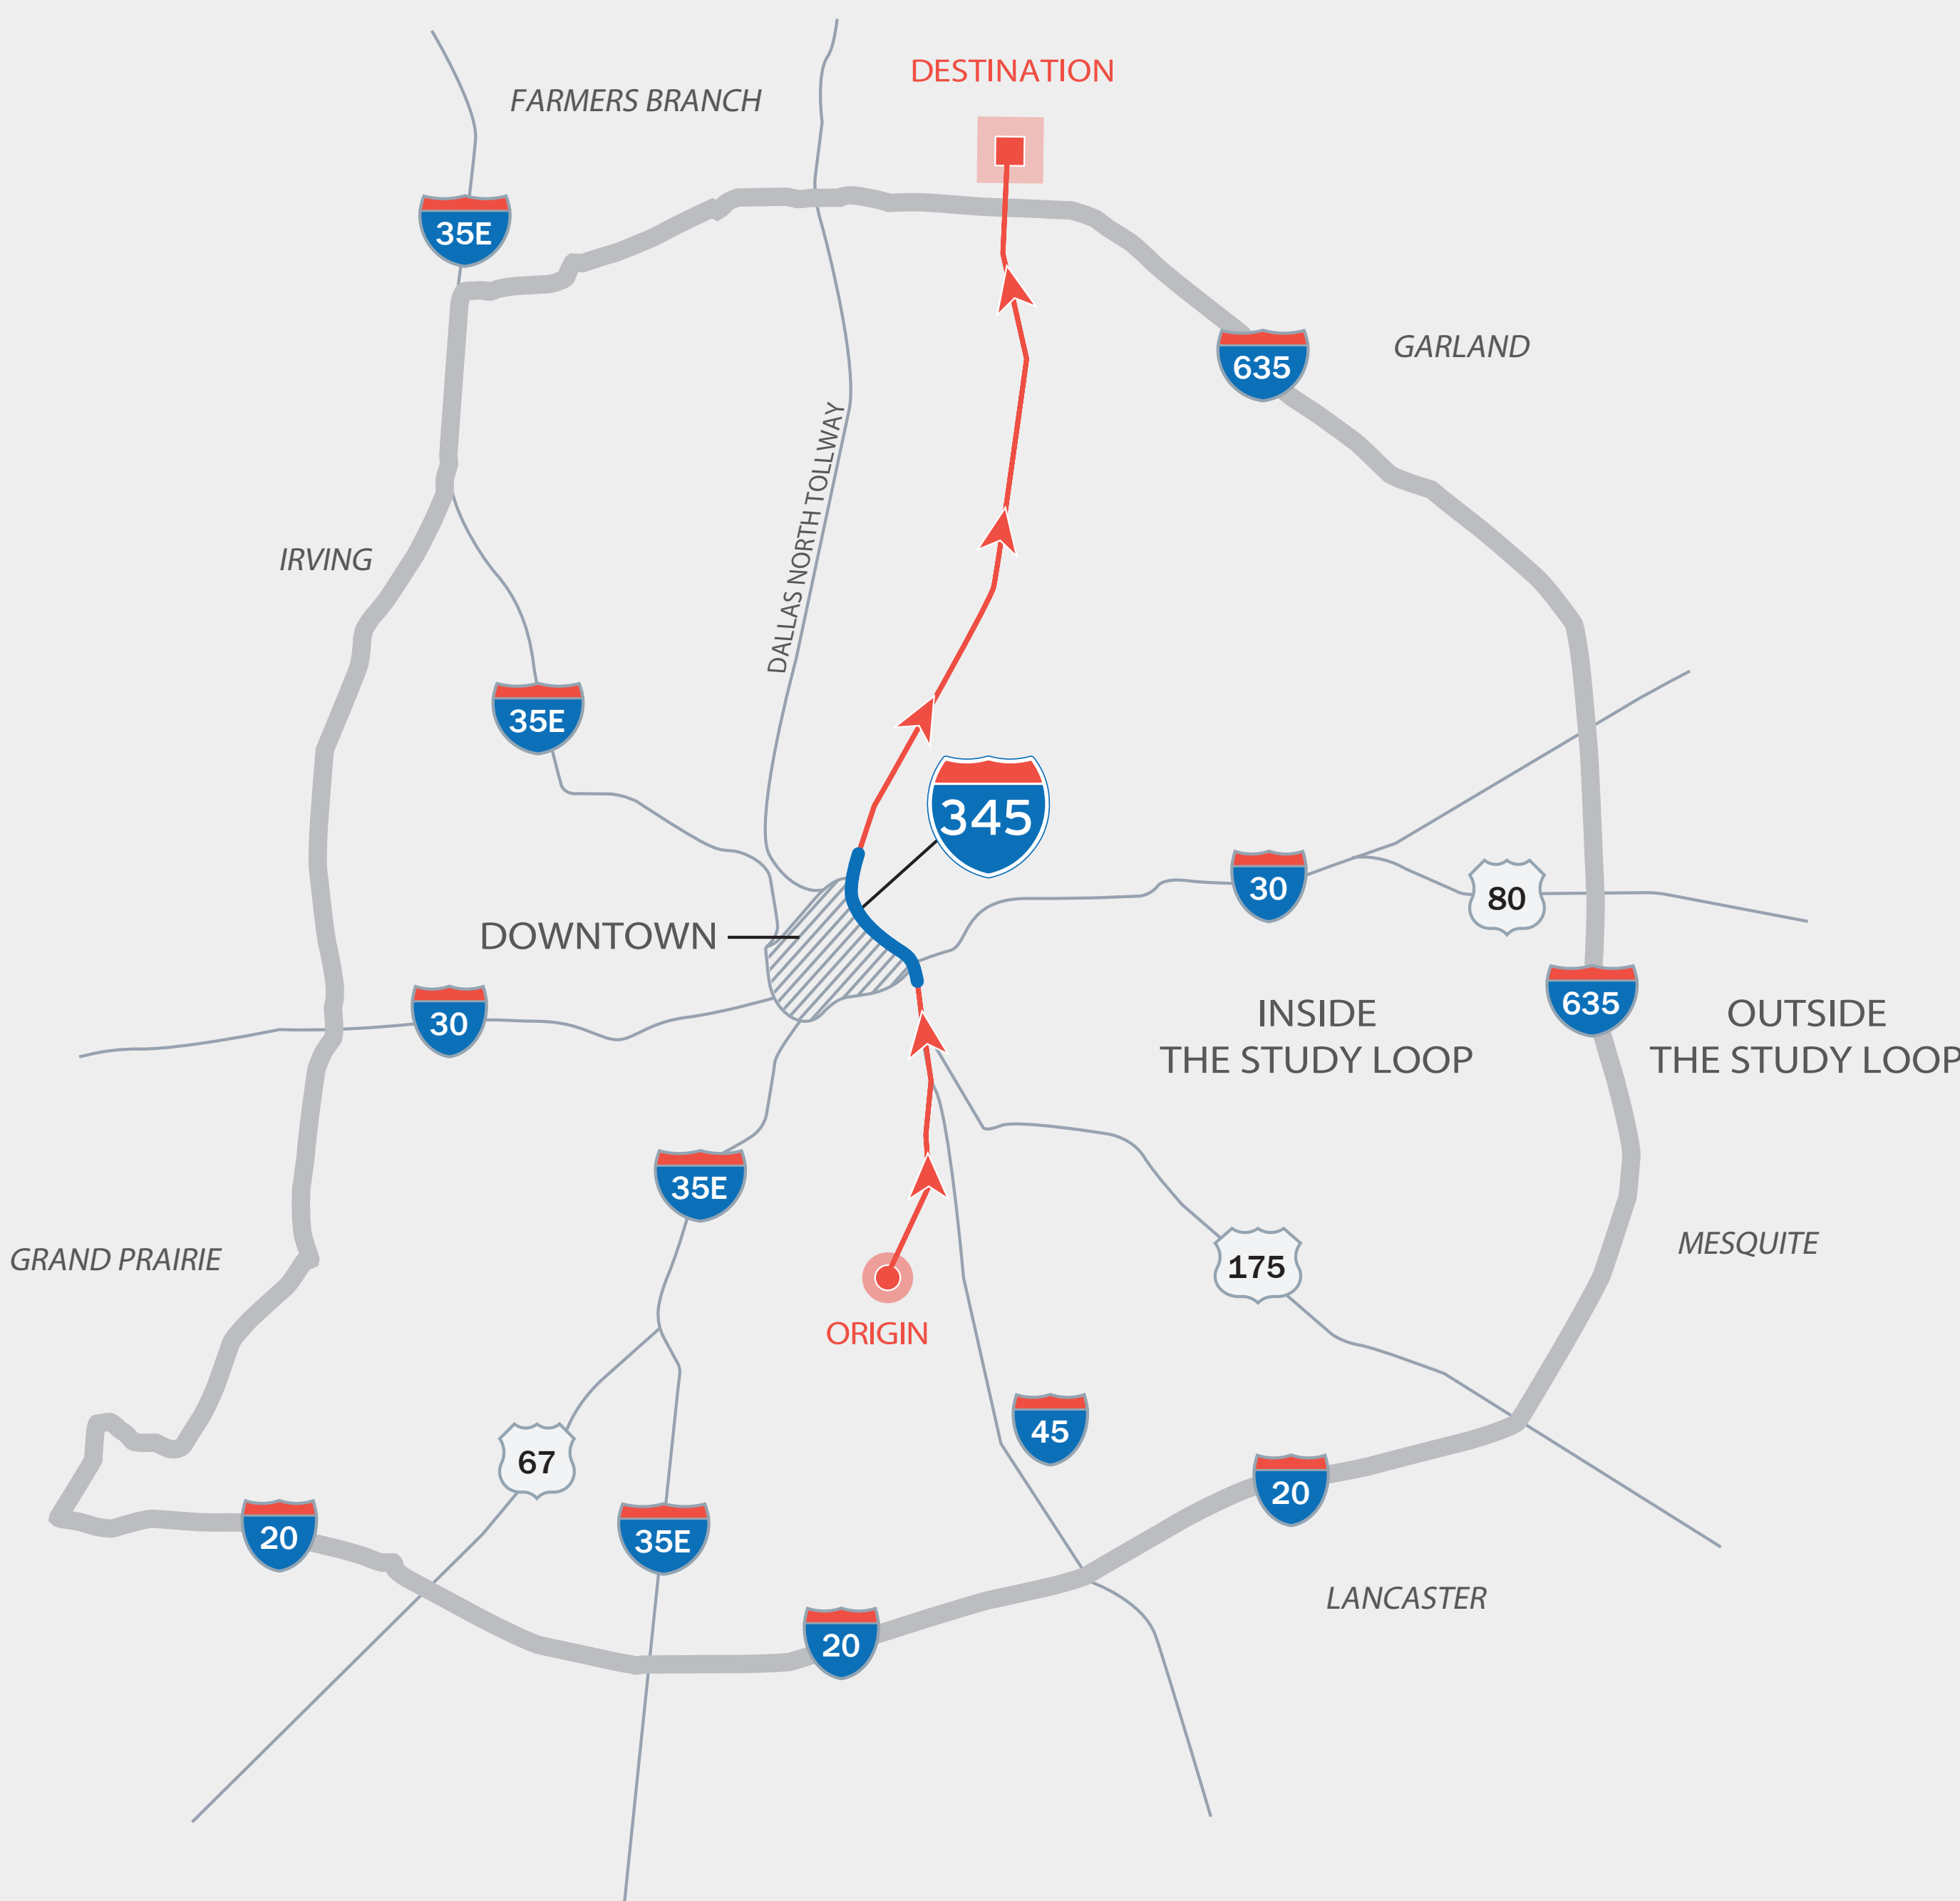 DESTINATION
FARMERS BRANCH
35E
635
GARLAND
DALLAS NORTH TOLLWAY
IRVING
35E
345
30
80
DOWNTOWN
30
635
INSIDE
THE STUDY LOOP
OUTSIDE
THE STUDY LOOP
35E
GRAND PRAIRIE
175
MESQUITE
ORIGIN
45
67
20
20
35E
LANCASTER
20